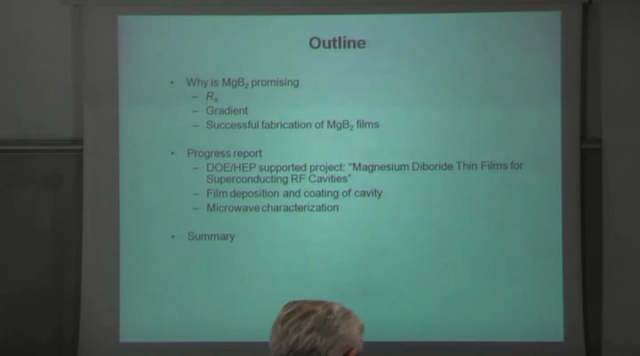 Outline
• Why is MgB₂ promising
– Rₛ
– Gradient
– Successful fabrication of MgB₂ films
• Progress report
– DOE/HEP supported project: "Magnesium Diboride Thin Films for
Superconducting RF Cavities"
– Film deposition and coating of cavity
– Microwave characterization
• Summary